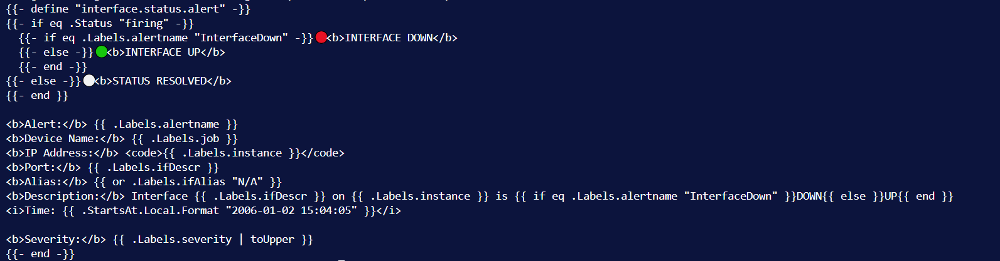 {{- define "interface.status.alert" -}}
{{- if eq .Status "firing" -}}
  {{- if eq .Labels.alertname "InterfaceDown" -}}🔴<b>INTERFACE DOWN</b>
  {{- else -}}🟢<b>INTERFACE UP</b>
  {{- end -}}
{{- else -}}⚪<b>STATUS RESOLVED</b>
{{- end }}

<b>Alert:</b> {{ .Labels.alertname }}
<b>Device Name:</b> {{ .Labels.job }}
<b>IP Address:</b> <code>{{ .Labels.instance }}</code>
<b>Port:</b> {{ .Labels.ifDescr }}
<b>Alias:</b> {{ or .Labels.ifAlias "N/A" }}
<b>Description:</b> Interface {{ .Labels.ifDescr }} on {{ .Labels.instance }} is {{ if eq .Labels.alertname "InterfaceDown" }}DOWN{{ else }}UP{{ end }}
<i>Time: {{ .StartsAt.Local.Format "2006-01-02 15:04:05" }}</i>

<b>Severity:</b> {{ .Labels.severity | toUpper }}
{{- end -}}